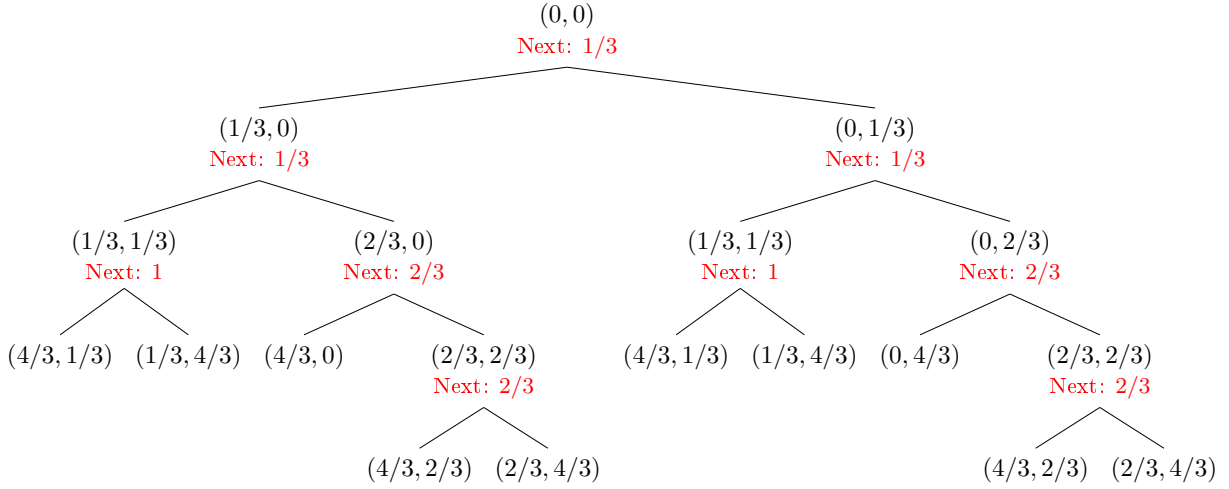 (0, 0)
Next: 1/3
(1/3, 0) (0, 1/3)
Next: 1/3 Next: 1/3
(1/3, 1/3) (2/3, 0) (1/3, 1/3) (0, 2/3)
Next: 1 Next: 2/3 Next: 1 Next: 2/3
(4/3, 1/3) (1/3, 4/3) (4/3, 0) (2/3, 2/3) (4/3, 1/3) (1/3, 4/3) (0, 4/3) (2/3, 2/3)
Next: 2/3 Next: 2/3
(4/3, 2/3) (2/3, 4/3) (4/3, 2/3) (2/3, 4/3)